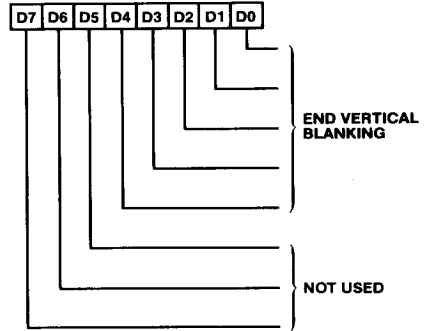 D7 D6 D5 D4 D3 D2 D1 D0
END VERTICAL
BLANKING
NOT USED